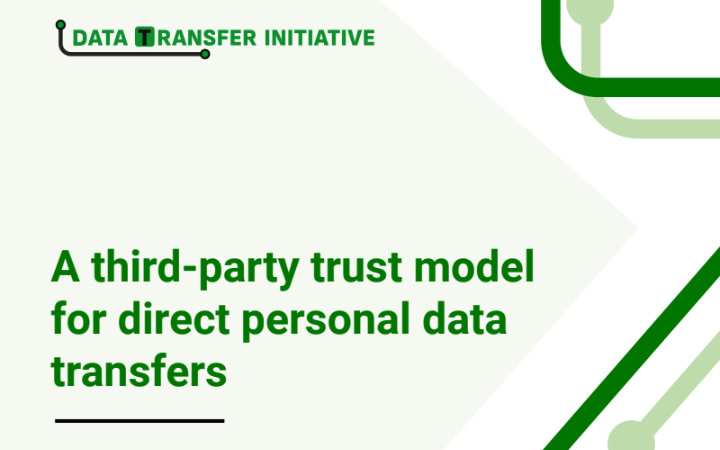 DATA TRANSFER INITIATIVE
A third-party trust model
for direct personal data
transfers